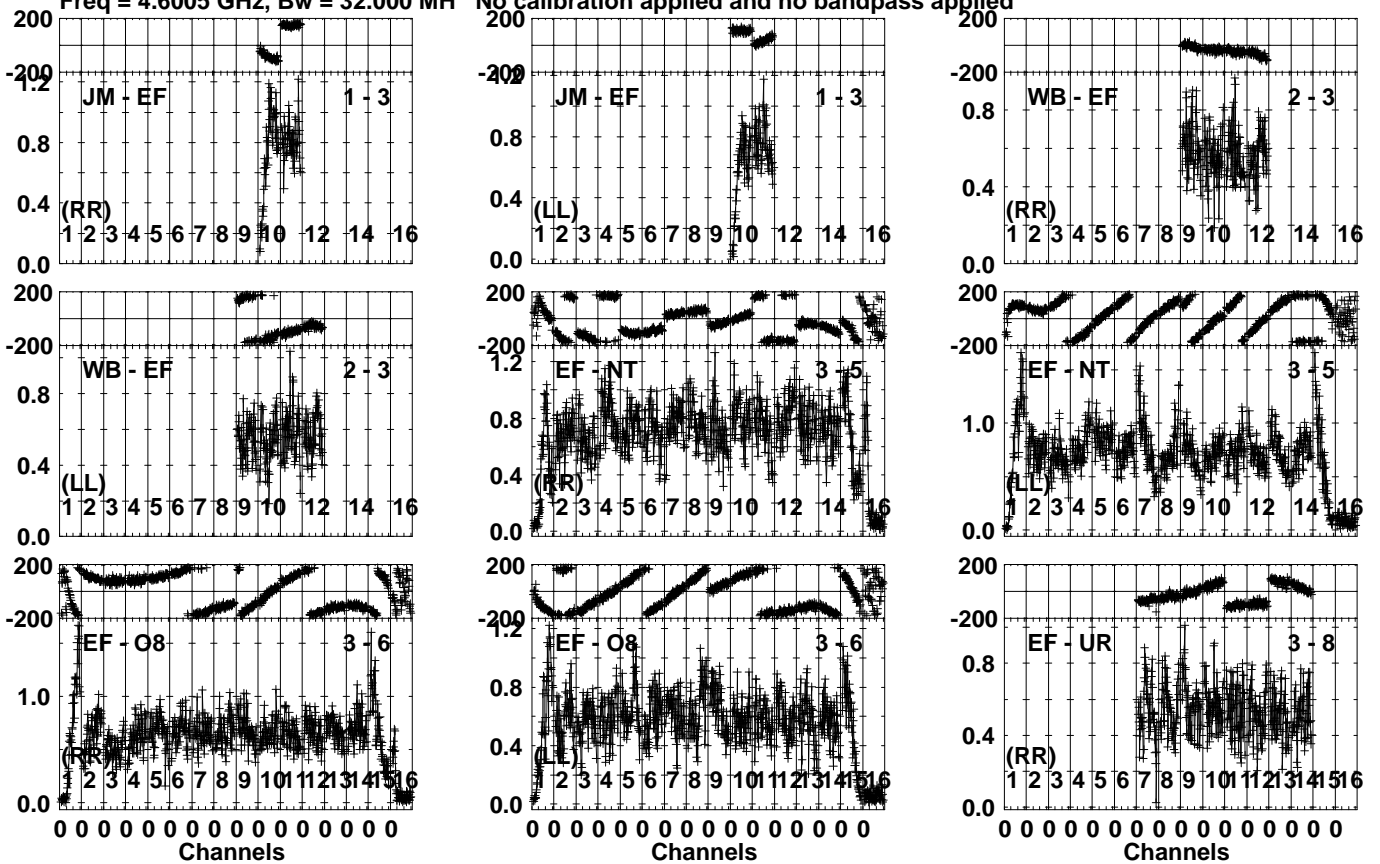 Freq = 4.6005 GHz, Bw = 32.000 MH No calibration applied and no bandpass applied
200
-200
1.2
0.8
0.4
0.0
JM - EF 1 - 3
(RR)
1 2 3 4 5 6 7 8 9 10 12 14 16
200
-200
1.2
0.8
0.4
0.0
JM - EF 1 - 3
(LL)
1 2 3 4 5 6 7 8 9 10 12 14 16
200
-200
0.8
0.4
0.0
WB - EF 2 - 3
(RR)
1 2 3 4 5 6 7 8 9 10 12 14 16
200
-200
0.8
0.4
0.0
WB - EF 2 - 3
(LL)
1 2 3 4 5 6 7 8 9 10 12 14 16
200
-200
1.2
0.8
0.4
0.0
EF - NT 3 - 5
(RR)
1 2 3 4 5 6 7 8 9 10 12 14 16
200
-200
1.0
0.0
EF - NT 3 - 5
(LL)
1 2 3 4 5 6 7 8 9 10 12 14 16
200
-200
1.0
0.0
EF - O8 3 - 6
(RR)
2 3 4 5 6 7 8 9 10 11 12 13 14 15 16
200
-200
1.2
0.8
0.4
0.0
EF - O8 3 - 6
(LL)
1 2 3 4 5 6 7 8 9 10 11 12 13 14 15 16
200
-200
0.8
0.4
0.0
EF - UR 3 - 8
(RR)
1 2 3 4 5 6 7 8 9 10 11 12 13 14 15 16
0 0 0 0 0 0 0 0 0 0 0 0 0 0 0 0
Channels
0 0 0 0 0 0 0 0 0 0 0 0 0 0 0 0
Channels
0 0 0 0 0 0 0 0 0 0 0 0 0 0 0 0
Channels